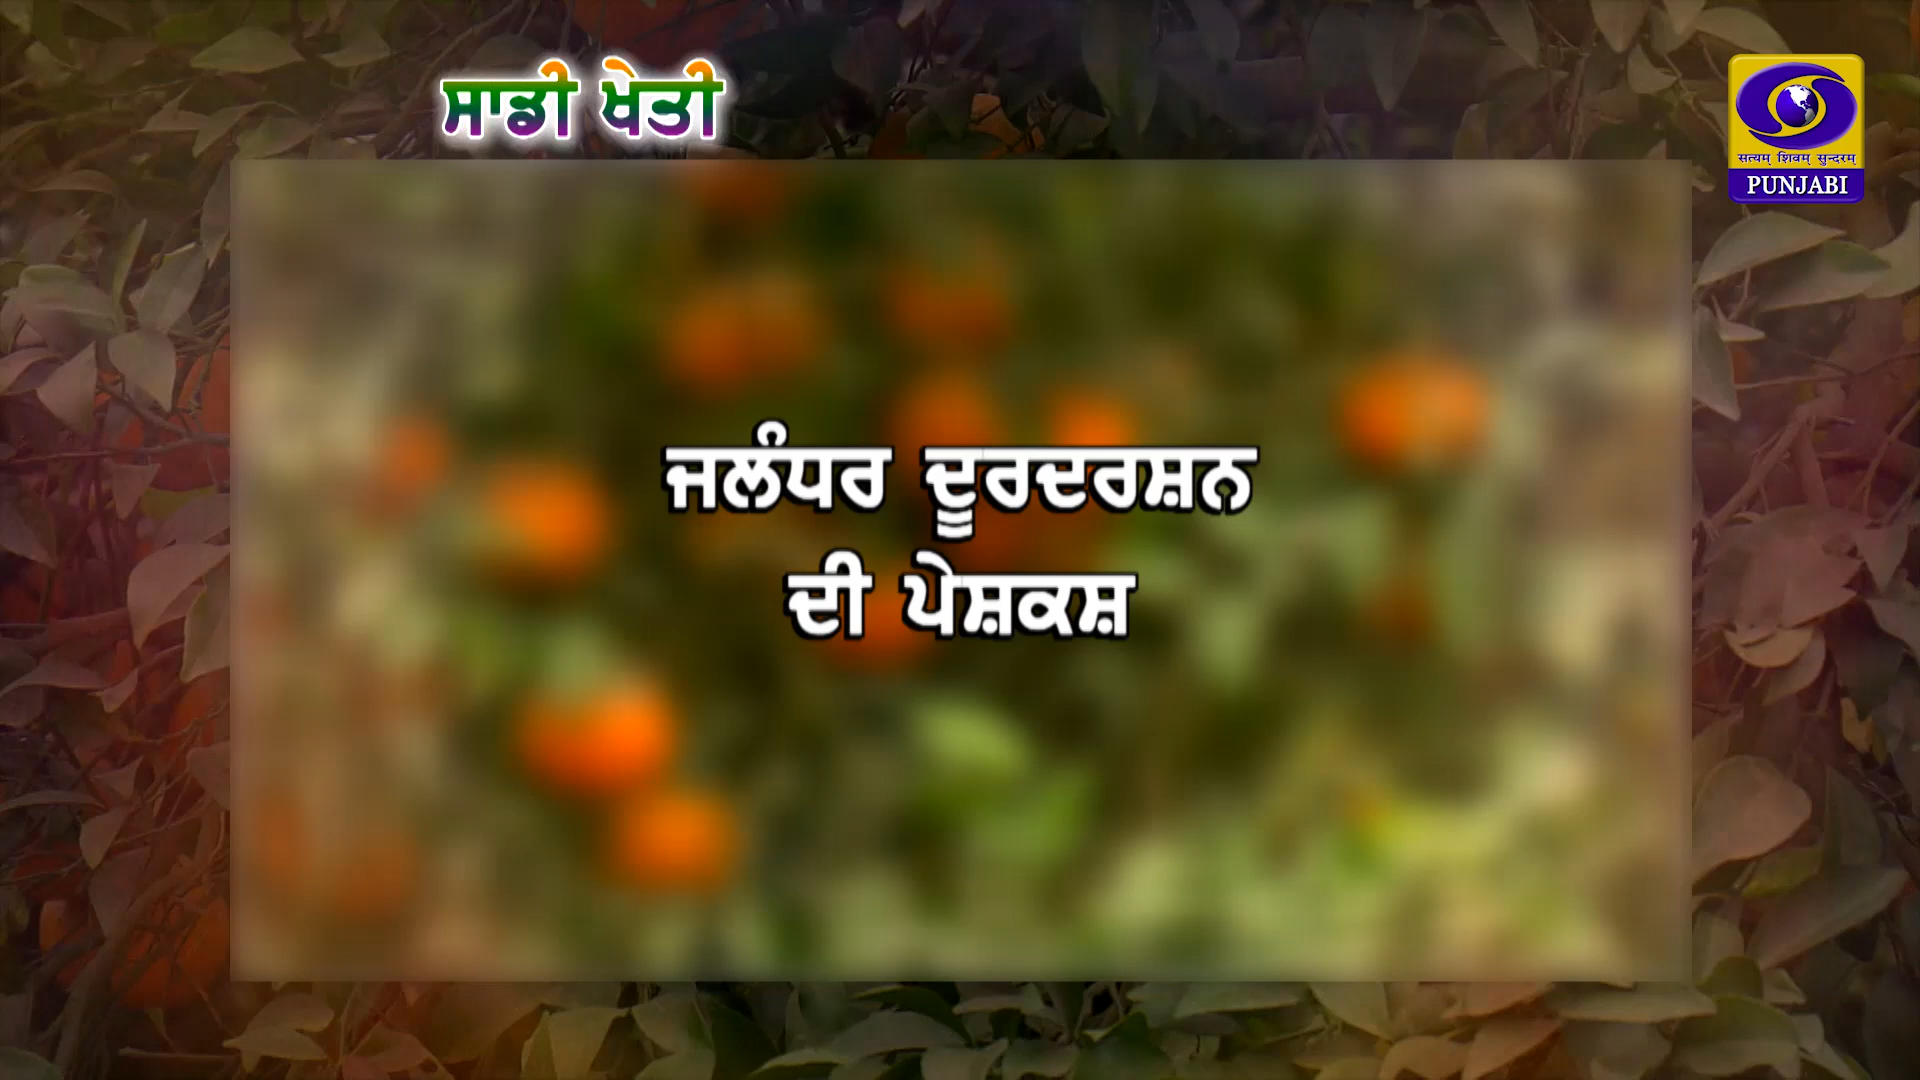 ਸਾਡੀ ਖੇਤੀ
सत्यम् शिवम् सुन्दरम्
PUNJABI
ਜਲੰਧਰ ਦੂਰਦਰਸ਼ਨ
ਦੀ ਪੇਸ਼ਕਸ਼